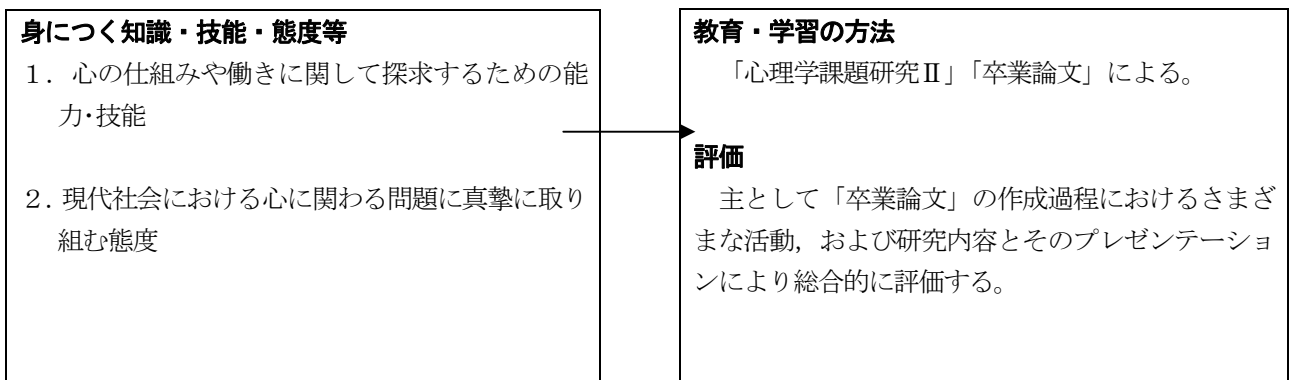 身につく知識・技能・態度等
１．心の仕組みや働きに関して探求するための能
力・技能
２．現代社会における心に関わる問題に真摯に取り
組む態度
教育・学習の方法
「心理学課題研究Ⅱ」「卒業論文」による。
評価
主として「卒業論文」の作成過程におけるさまざ
まな活動，および研究内容とそのプレゼンテーショ
ンにより総合的に評価する。